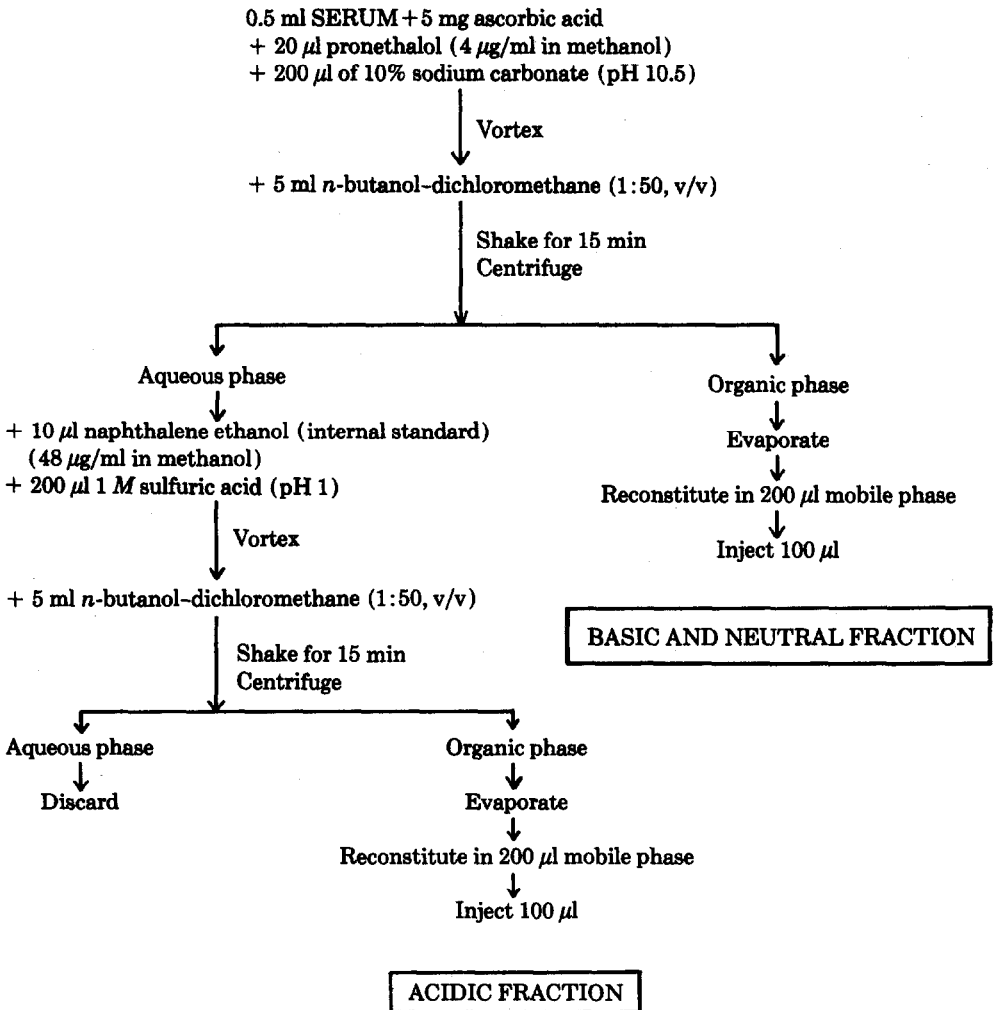 0.5 ml SERUM + 5 mg ascorbic acid
+ 20 μl pronethalol (4 μg/ml in methanol)
+ 200 μl of 10% sodium carbonate (pH 10.5)
Vortex
+ 5 ml n-butanol-dichloromethane (1:50, v/v)
Shake for 15 min
Centrifuge
Aqueous phase
+ 10 μl naphthalene ethanol (internal standard)
(48 μg/ml in methanol)
+ 200 μl 1 M sulfuric acid (pH 1)
Vortex
+ 5 ml n-butanol-dichloromethane (1:50, v/v)
Shake for 15 min
Centrifuge
Aqueous phase
Discard
Organic phase
Evaporate
Reconstitute in 200 μl mobile phase
Inject 100 μl
ACIDIC FRACTION
Organic phase
Evaporate
Reconstitute in 200 μl mobile phase
Inject 100 μl
BASIC AND NEUTRAL FRACTION